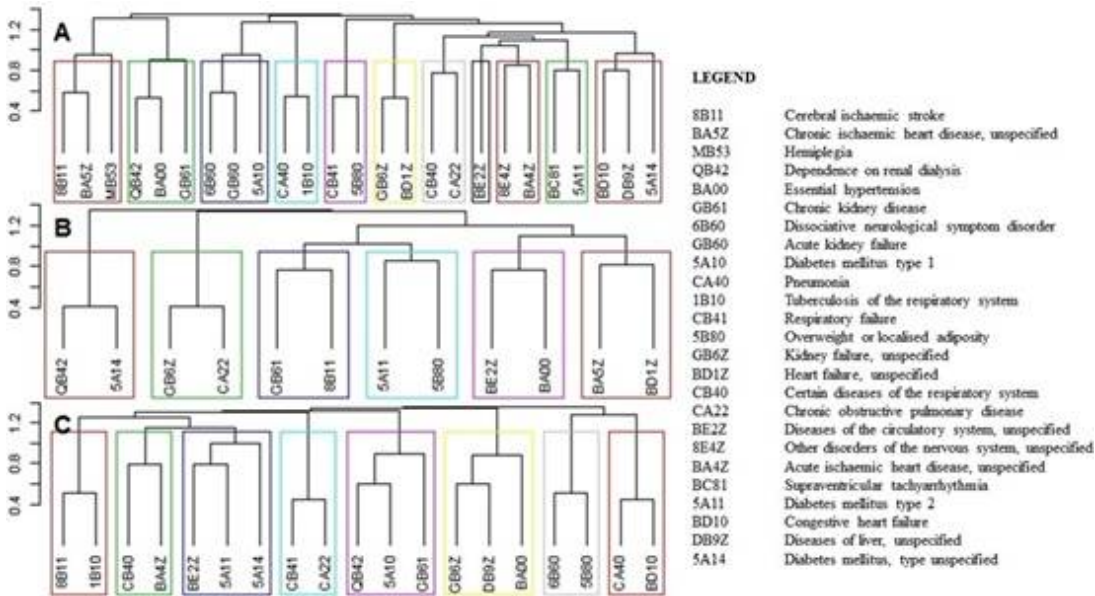 A
1.2
0.8
0.4
8B11 BA5Z MB53 QB42 BA00 GB61 6B60 GB60 5A10 CA40 1B10 CB41 5B80 GB6Z BD1Z CB40 CA22 BE2Z 8E4Z BA4Z BC81 5A11 BD10 DB9Z 5A14
B
1.2
0.8
0.4
QB42 5A14 GB6Z CA22 GB61 8B11 5A11 5B80 BE2Z BA00 BA5Z BD1Z
C
1.2
0.8
0.4
8B11 1B10 CB40 BA4Z BE2Z 5A11 5A14 CB41 CA22 QB42 5A10 GB61 GB6Z DB9Z BA00 6B60 5B80 CA40 BD10
LEGEND
8B11 Cerebral ischaemic stroke
BA5Z Chronic ischaemic heart disease, unspecified
MB53 Hemiplegia
QB42 Dependence on renal dialysis
BA00 Essential hypertension
GB61 Chronic kidney disease
6B60 Dissociative neurological symptom disorder
GB60 Acute kidney failure
5A10 Diabetes mellitus type 1
CA40 Pneumonia
1B10 Tuberculosis of the respiratory system
CB41 Respiratory failure
5B80 Overweight or localised adiposity
GB6Z Kidney failure, unspecified
BD1Z Heart failure, unspecified
CB40 Certain diseases of the respiratory system
CA22 Chronic obstructive pulmonary disease
BE2Z Diseases of the circulatory system, unspecified
8E4Z Other disorders of the nervous system, unspecified
BA4Z Acute ischaemic heart disease, unspecified
BC81 Supraventricular tachyarrhythmia
5A11 Diabetes mellitus type 2
BD10 Congestive heart failure
DB9Z Diseases of liver, unspecified
5A14 Diabetes mellitus, type unspecified